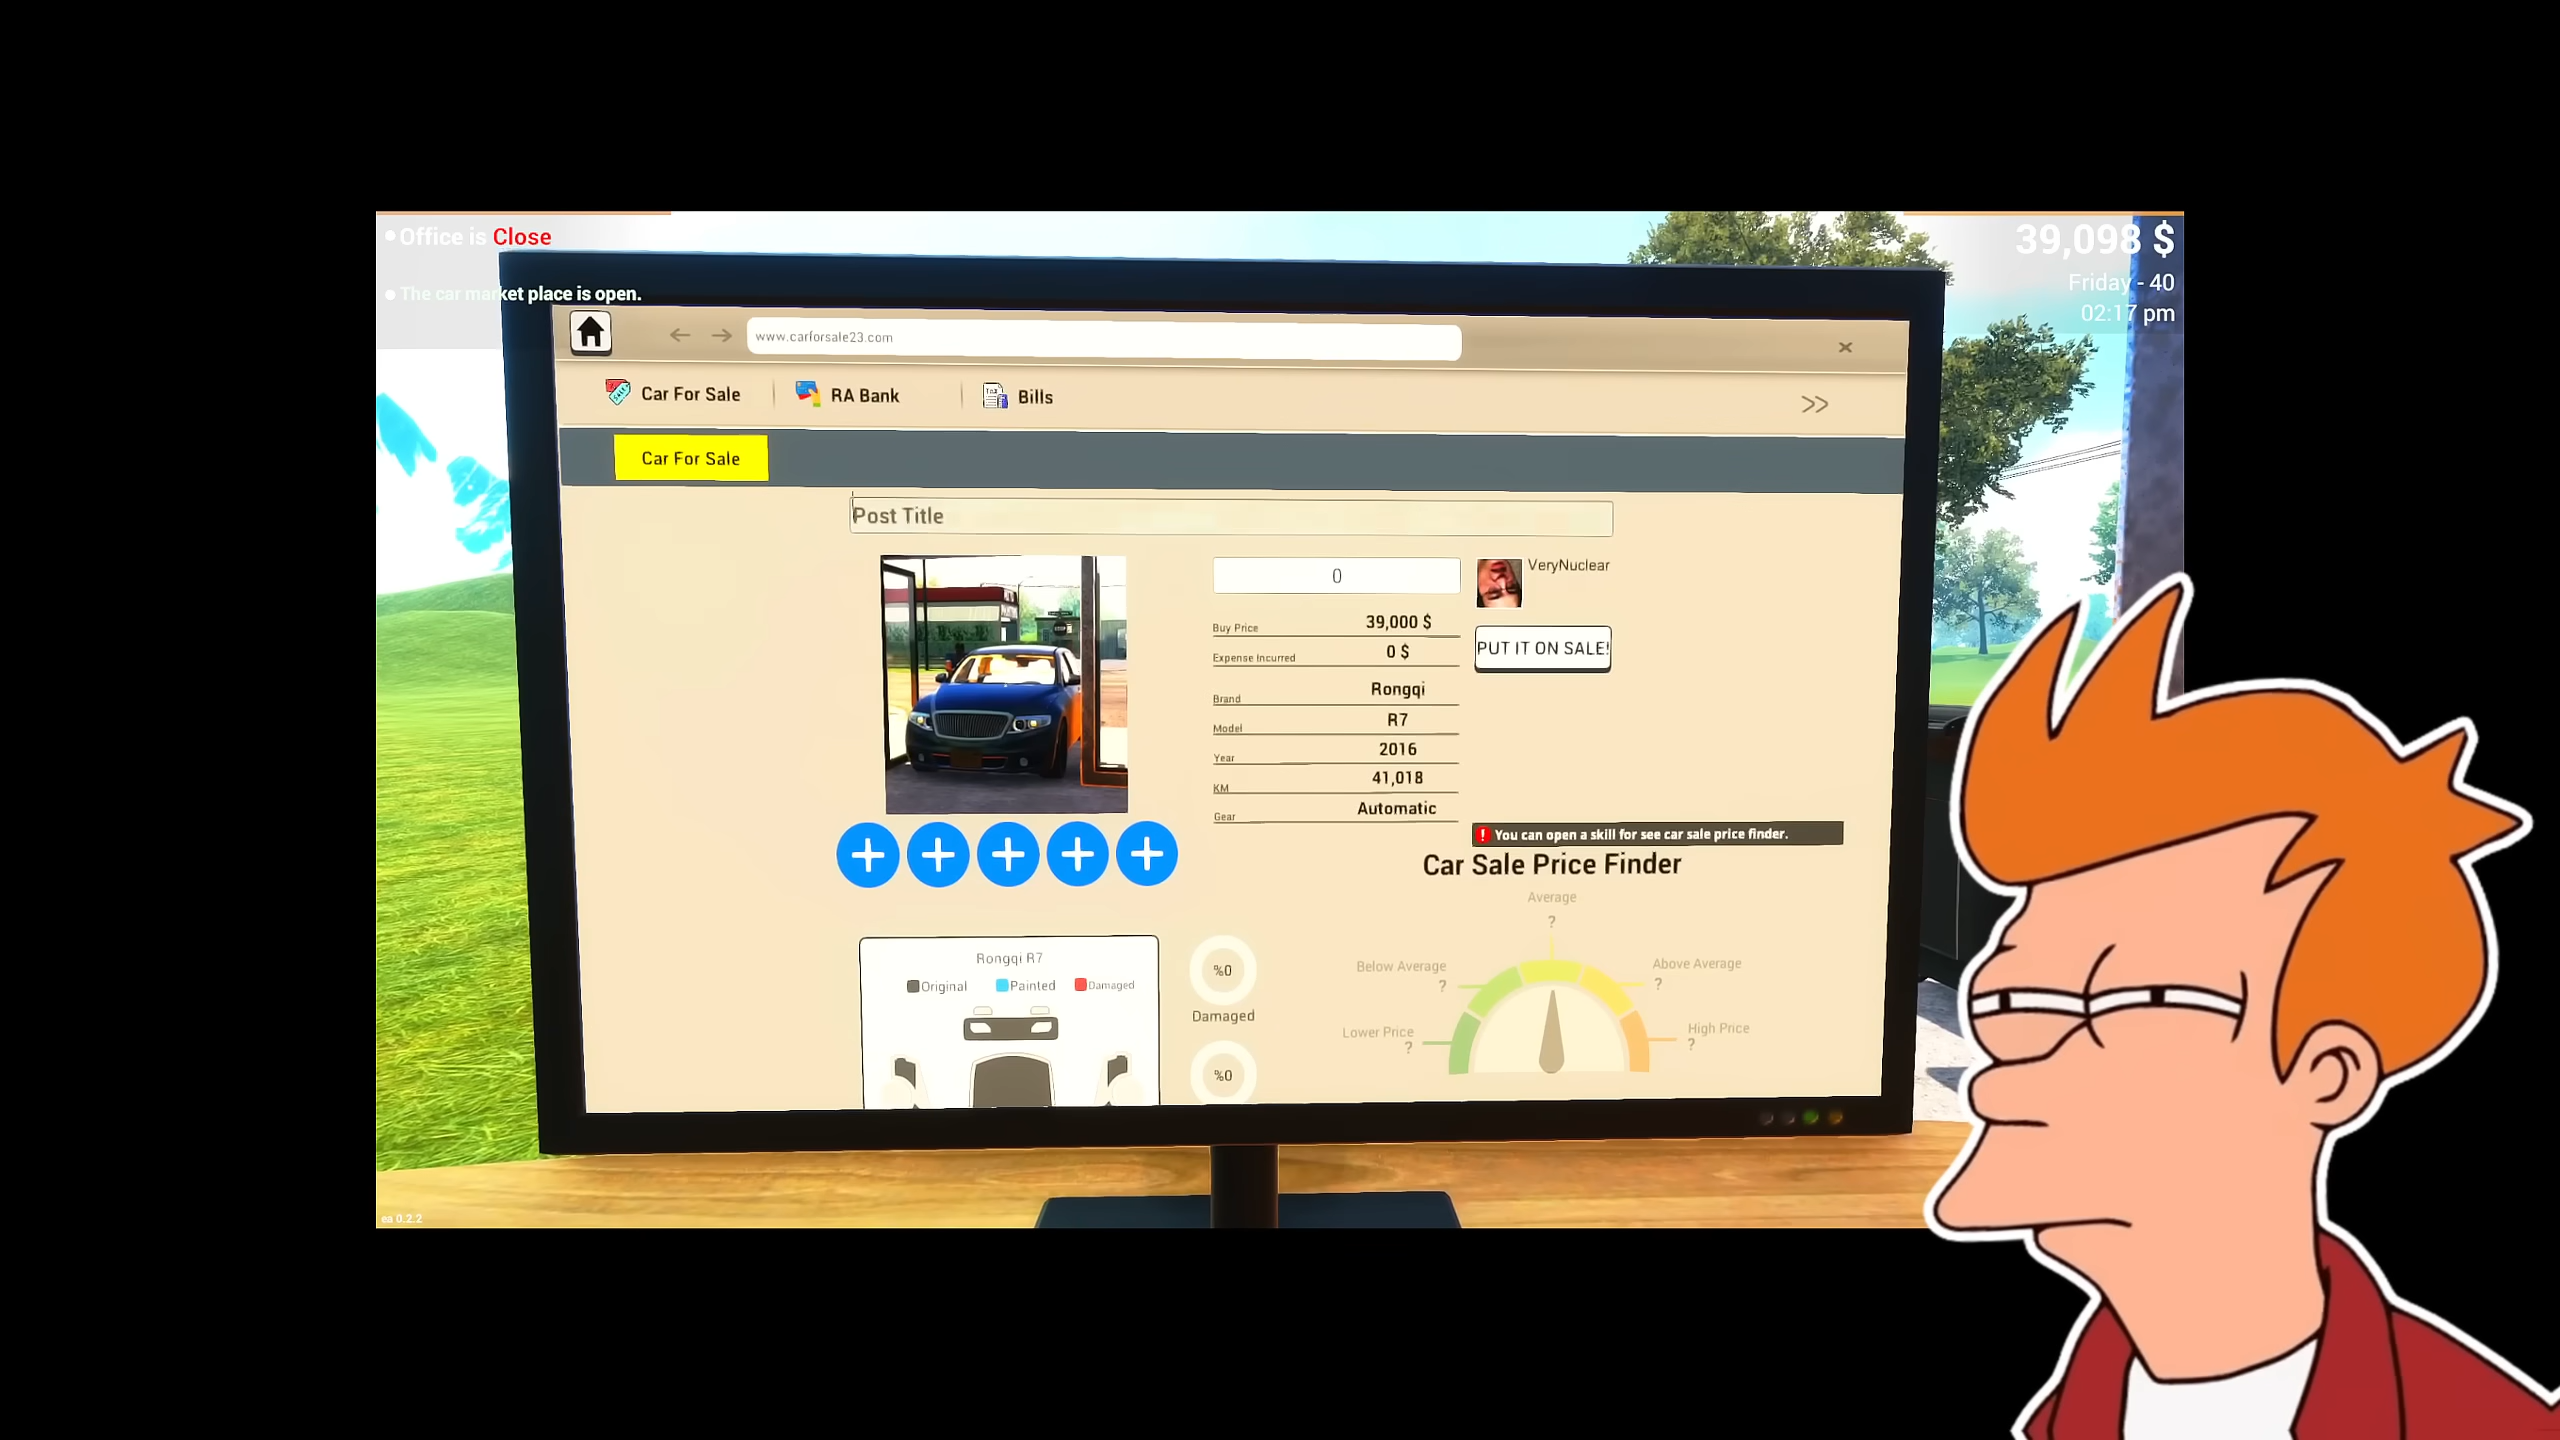 Office is Close
The car market place is open.
39,098 $
Friday - 40
02:17 pm
www.carforsale23.com
Car For Sale
RA Bank
Bills
>>
Car For Sale
Post Title
0
VeryNuclear
Buy Price 39,000 $
Expense Incurred 0 $
PUT IT ON SALE!
Brand Rongqi
Model R7
Year 2016
KM 41,018
Gear Automatic
You can open a skill for see car sale price finder.
Car Sale Price Finder
Average
?
Below Average
?
Above Average
?
Lower Price
?
High Price
?
Rongqi R7
Original Painted Damaged
%0
Damaged
%0
ea 0.2.2